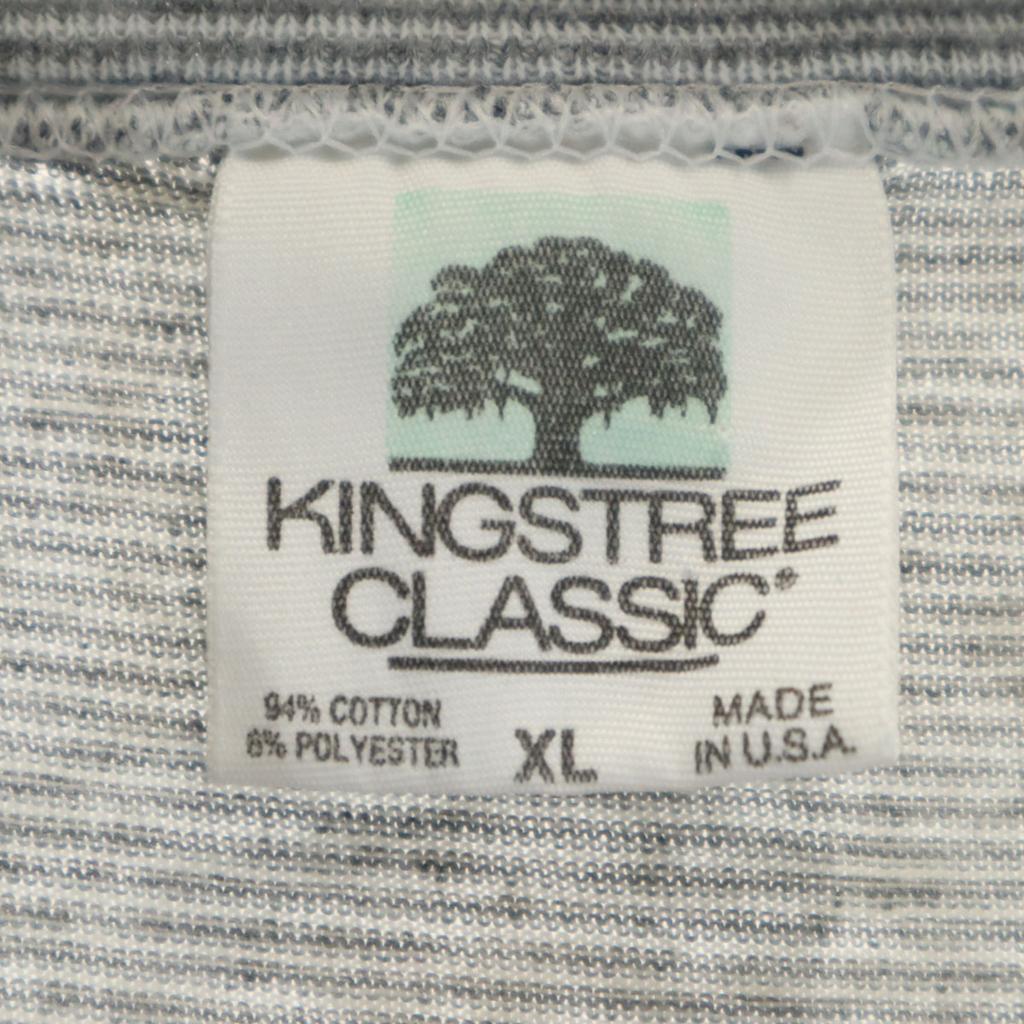 KINGSTREE
CLASSIC®
94% COTTON
6% POLYESTER
XL
MADE
IN U.S.A.